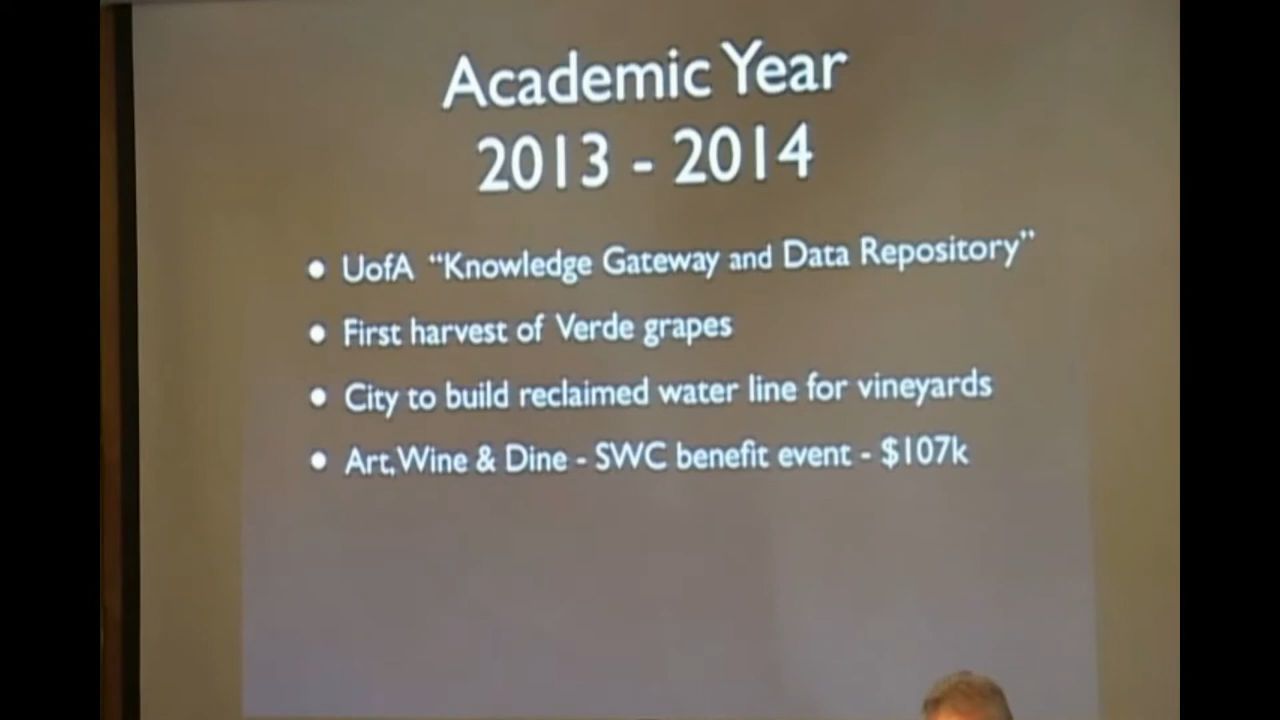 Academic Year
2013 - 2014
• UofA “Knowledge Gateway and Data Repository”
• First harvest of Verde grapes
• City to build reclaimed water line for vineyards
• Art, Wine & Dine - SWC benefit event - $107k